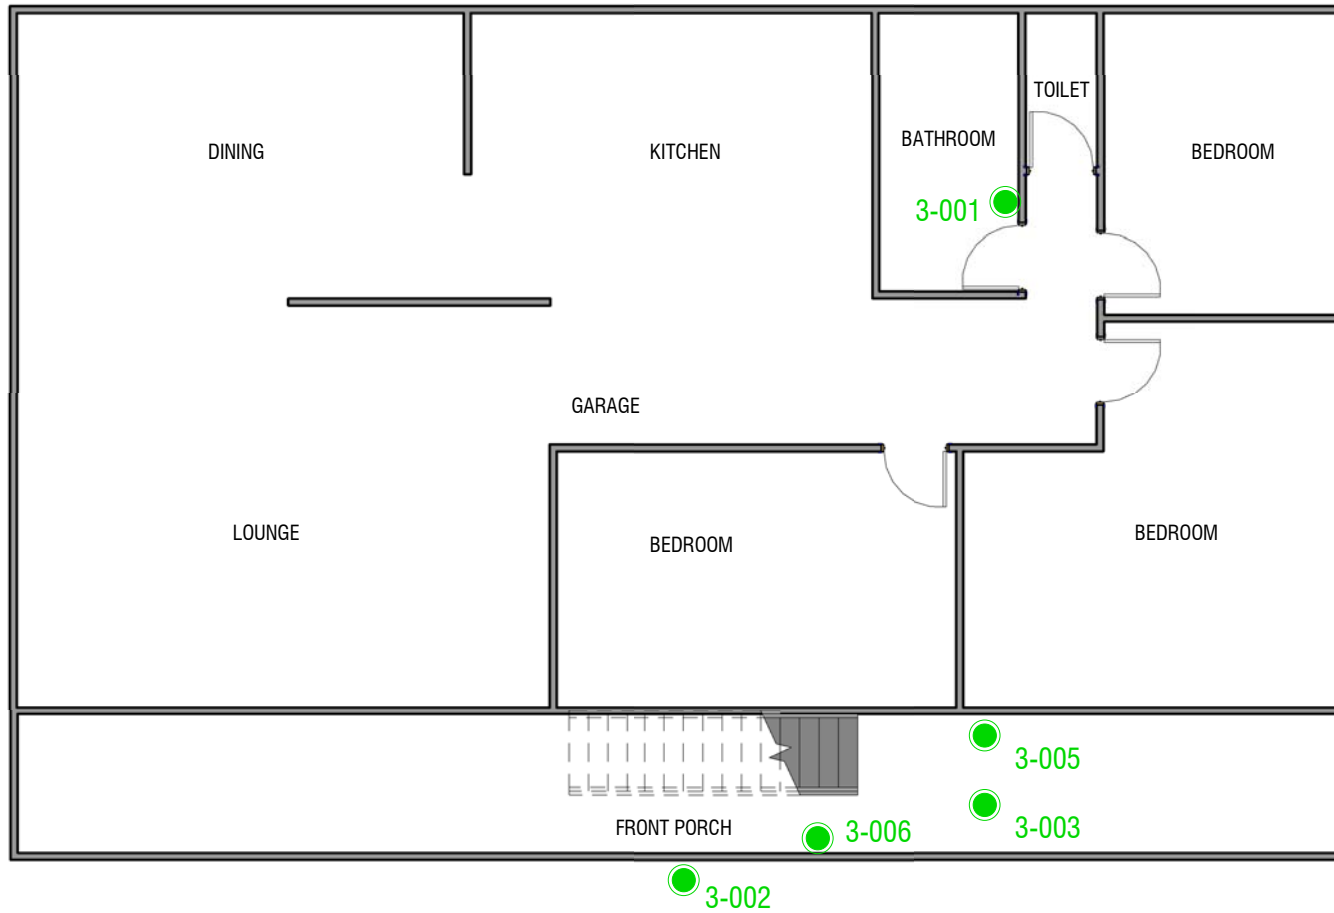 TOILET
BATHROOM
DINING
KITCHEN
BEDROOM
3-001
GARAGE
LOUNGE
BEDROOM
BEDROOM
3-005
FRONT PORCH
3-006
3-003
3-002